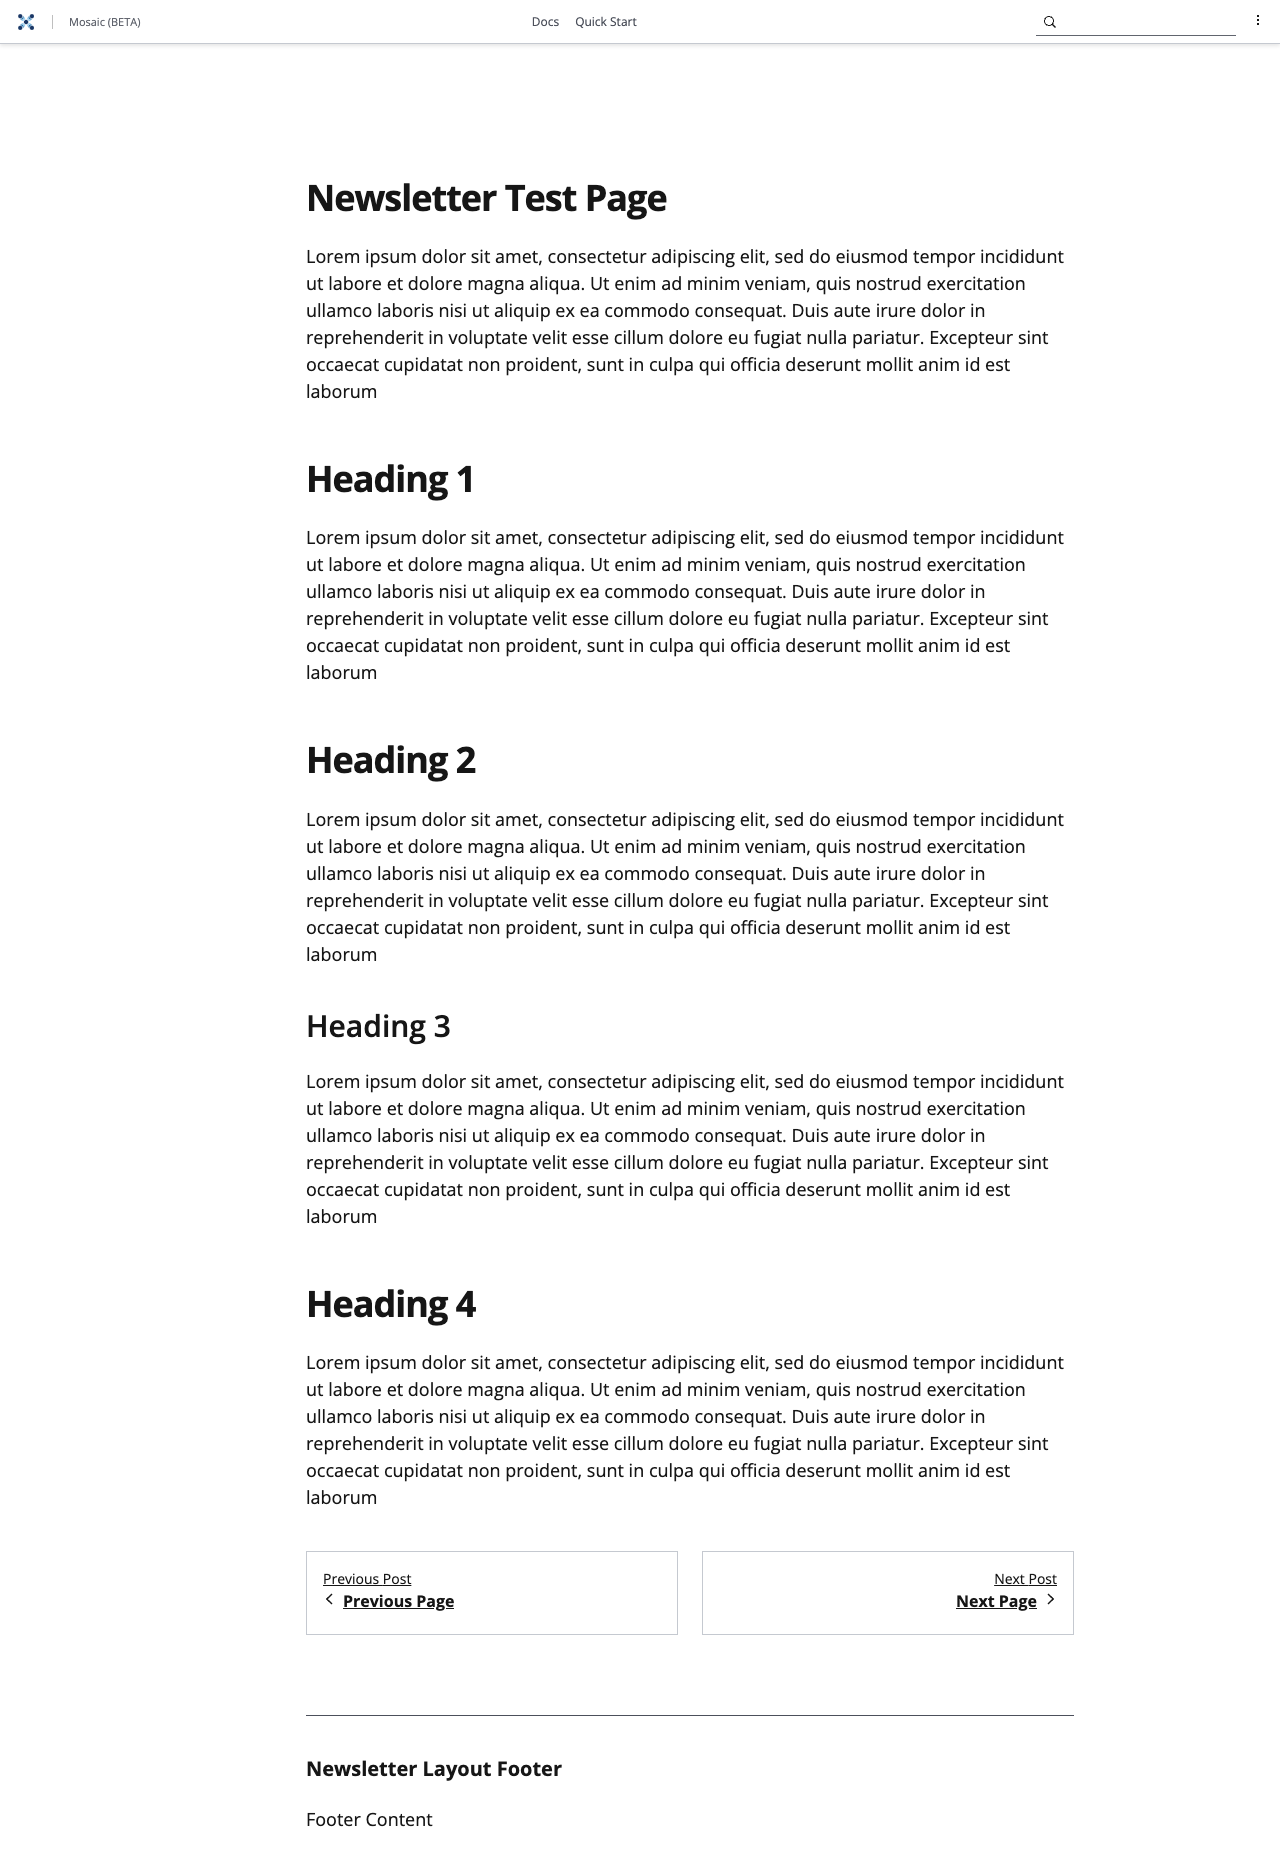 Mosaic (BETA)
Docs
Quick Start
Newsletter Test Page
Lorem ipsum dolor sit amet, consectetur adipiscing elit, sed do eiusmod tempor incididunt
ut labore et dolore magna aliqua. Ut enim ad minim veniam, quis nostrud exercitation
ullamco laboris nisi ut aliquip ex ea commodo consequat. Duis aute irure dolor in
reprehenderit in voluptate velit esse cillum dolore eu fugiat nulla pariatur. Excepteur sint
occaecat cupidatat non proident, sunt in culpa qui officia deserunt mollit anim id est
laborum
Heading 1
Lorem ipsum dolor sit amet, consectetur adipiscing elit, sed do eiusmod tempor incididunt
ut labore et dolore magna aliqua. Ut enim ad minim veniam, quis nostrud exercitation
ullamco laboris nisi ut aliquip ex ea commodo consequat. Duis aute irure dolor in
reprehenderit in voluptate velit esse cillum dolore eu fugiat nulla pariatur. Excepteur sint
occaecat cupidatat non proident, sunt in culpa qui officia deserunt mollit anim id est
laborum
Heading 2
Lorem ipsum dolor sit amet, consectetur adipiscing elit, sed do eiusmod tempor incididunt
ut labore et dolore magna aliqua. Ut enim ad minim veniam, quis nostrud exercitation
ullamco laboris nisi ut aliquip ex ea commodo consequat. Duis aute irure dolor in
reprehenderit in voluptate velit esse cillum dolore eu fugiat nulla pariatur. Excepteur sint
occaecat cupidatat non proident, sunt in culpa qui officia deserunt mollit anim id est
laborum
Heading 3
Lorem ipsum dolor sit amet, consectetur adipiscing elit, sed do eiusmod tempor incididunt
ut labore et dolore magna aliqua. Ut enim ad minim veniam, quis nostrud exercitation
ullamco laboris nisi ut aliquip ex ea commodo consequat. Duis aute irure dolor in
reprehenderit in voluptate velit esse cillum dolore eu fugiat nulla pariatur. Excepteur sint
occaecat cupidatat non proident, sunt in culpa qui officia deserunt mollit anim id est
laborum
Heading 4
Lorem ipsum dolor sit amet, consectetur adipiscing elit, sed do eiusmod tempor incididunt
ut labore et dolore magna aliqua. Ut enim ad minim veniam, quis nostrud exercitation
ullamco laboris nisi ut aliquip ex ea commodo consequat. Duis aute irure dolor in
reprehenderit in voluptate velit esse cillum dolore eu fugiat nulla pariatur. Excepteur sint
occaecat cupidatat non proident, sunt in culpa qui officia deserunt mollit anim id est
laborum
Previous Post
Previous Page
Next Post
Next Page
Newsletter Layout Footer
Footer Content